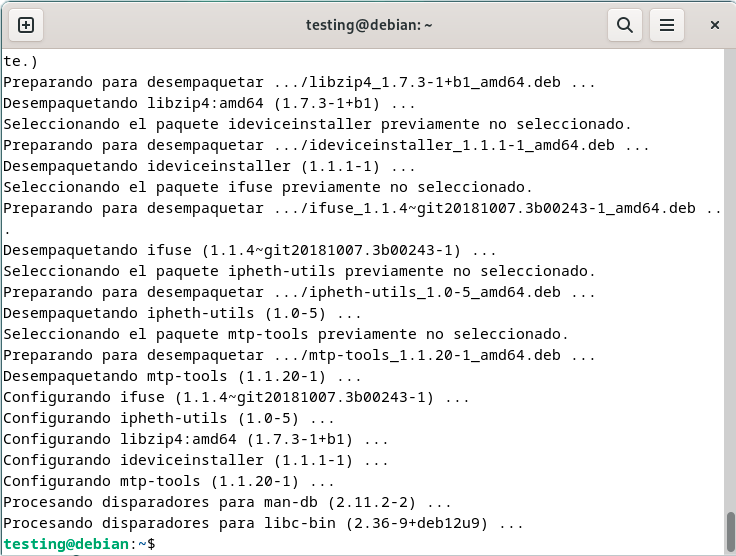 testing@debian: ~
te.)
Preparando para desempaquetar .../libzip4_1.7.3-1+b1_amd64.deb ...
Desempaquetando libzip4:amd64 (1.7.3-1+b1) ...
Seleccionando el paquete ideviceinstaller previamente no seleccionado.
Preparando para desempaquetar .../ideviceinstaller_1.1.1-1_amd64.deb ...
Desempaquetando ideviceinstaller (1.1.1-1) ...
Seleccionando el paquete ifuse previamente no seleccionado.
Preparando para desempaquetar .../ifuse_1.1.4~git20181007.3b00243-1_amd64.deb ..
.
Desempaquetando ifuse (1.1.4~git20181007.3b00243-1) ...
Seleccionando el paquete ipheth-utils previamente no seleccionado.
Preparando para desempaquetar .../ipheth-utils_1.0-5_amd64.deb ...
Desempaquetando ipheth-utils (1.0-5) ...
Seleccionando el paquete mtp-tools previamente no seleccionado.
Preparando para desempaquetar .../mtp-tools_1.1.20-1_amd64.deb ...
Desempaquetando mtp-tools (1.1.20-1) ...
Configurando ifuse (1.1.4~git20181007.3b00243-1) ...
Configurando ipheth-utils (1.0-5) ...
Configurando libzip4:amd64 (1.7.3-1+b1) ...
Configurando ideviceinstaller (1.1.1-1) ...
Configurando mtp-tools (1.1.20-1) ...
Procesando disparadores para man-db (2.11.2-2) ...
Procesando disparadores para libc-bin (2.36-9+deb12u9) ...
testing@debian:~$